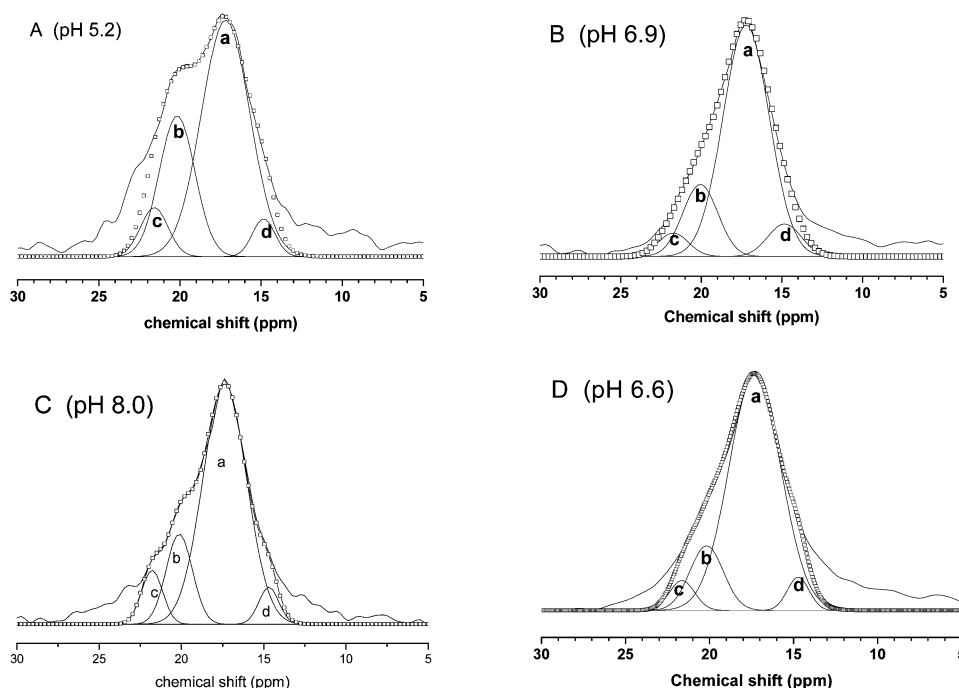 A (pH 5.2)
a
b
c
d
30 25 20 15 10 5
chemical shift (ppm)
B (pH 6.9)
a
b
c
d
30 25 20 15 10 5
Chemical shift (ppm)
C (pH 8.0)
a
b
c
d
30 25 20 15 10 5
chemical shift (ppm)
D (pH 6.6)
a
b
c
d
30 25 20 15 10 5
Chemical shift (ppm)